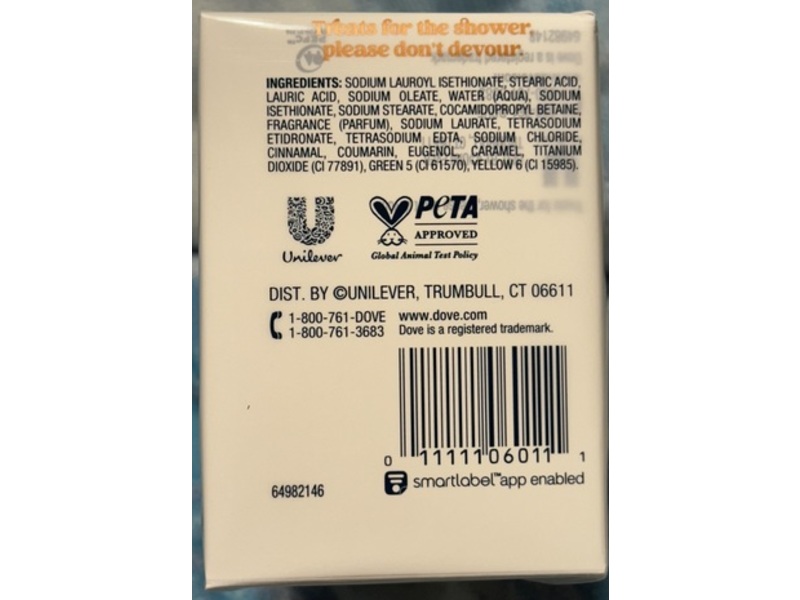 Treats for the shower,
please don't devour.
INGREDIENTS: SODIUM LAUROYL ISETHIONATE, STEARIC ACID,
LAURIC ACID, SODIUM OLEATE, WATER (AQUA), SODIUM
ISETHIONATE, SODIUM STEARATE, COCAMIDOPROPYL BETAINE,
FRAGRANCE (PARFUM), SODIUM LAURATE, TETRASODIUM
ETIDRONATE, TETRASODIUM EDTA, SODIUM CHLORIDE,
CINNAMAL, COUMARIN, EUGENOL, CARAMEL, TITANIUM
DIOXIDE (CI 77891), GREEN 5 (CI 61570), YELLOW 6 (CI 15985).
Unilever
PETA
APPROVED
Global Animal Test Policy
DIST. BY ©UNILEVER, TRUMBULL, CT 06611
1-800-761-DOVE www.dove.com
1-800-761-3683 Dove is a registered trademark.
0 11111 06011 1
smartlabel™ app enabled
64982146